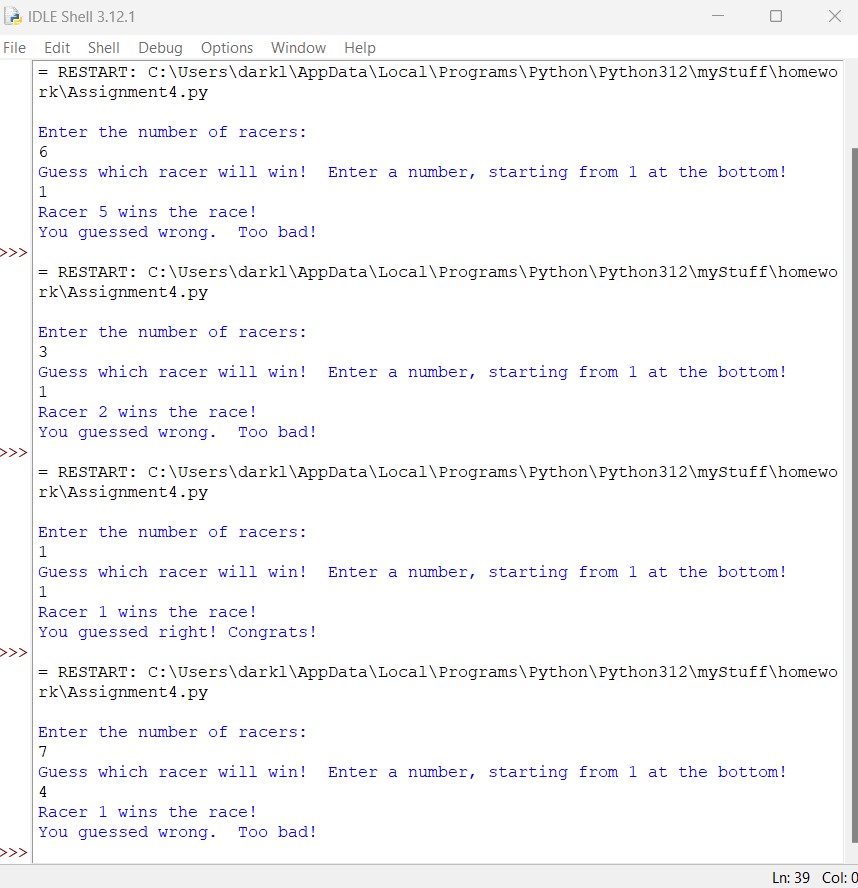 IDLE Shell 3.12.1
File Edit Shell Debug Options Window Help
= RESTART: C:\Users\darkl\AppData\Local\Programs\Python\Python312\myStuff\homewo
rk\Assignment4.py
Enter the number of racers:
6
Guess which racer will win!  Enter a number, starting from 1 at the bottom!
1
Racer 5 wins the race!
You guessed wrong.  Too bad!
>>>
= RESTART: C:\Users\darkl\AppData\Local\Programs\Python\Python312\myStuff\homewo
rk\Assignment4.py
Enter the number of racers:
3
Guess which racer will win!  Enter a number, starting from 1 at the bottom!
1
Racer 2 wins the race!
You guessed wrong.  Too bad!
>>>
= RESTART: C:\Users\darkl\AppData\Local\Programs\Python\Python312\myStuff\homewo
rk\Assignment4.py
Enter the number of racers:
1
Guess which racer will win!  Enter a number, starting from 1 at the bottom!
1
Racer 1 wins the race!
You guessed right! Congrats!
>>>
= RESTART: C:\Users\darkl\AppData\Local\Programs\Python\Python312\myStuff\homewo
rk\Assignment4.py
Enter the number of racers:
7
Guess which racer will win!  Enter a number, starting from 1 at the bottom!
4
Racer 1 wins the race!
You guessed wrong.  Too bad!
>>>
Ln: 39 Col: 0